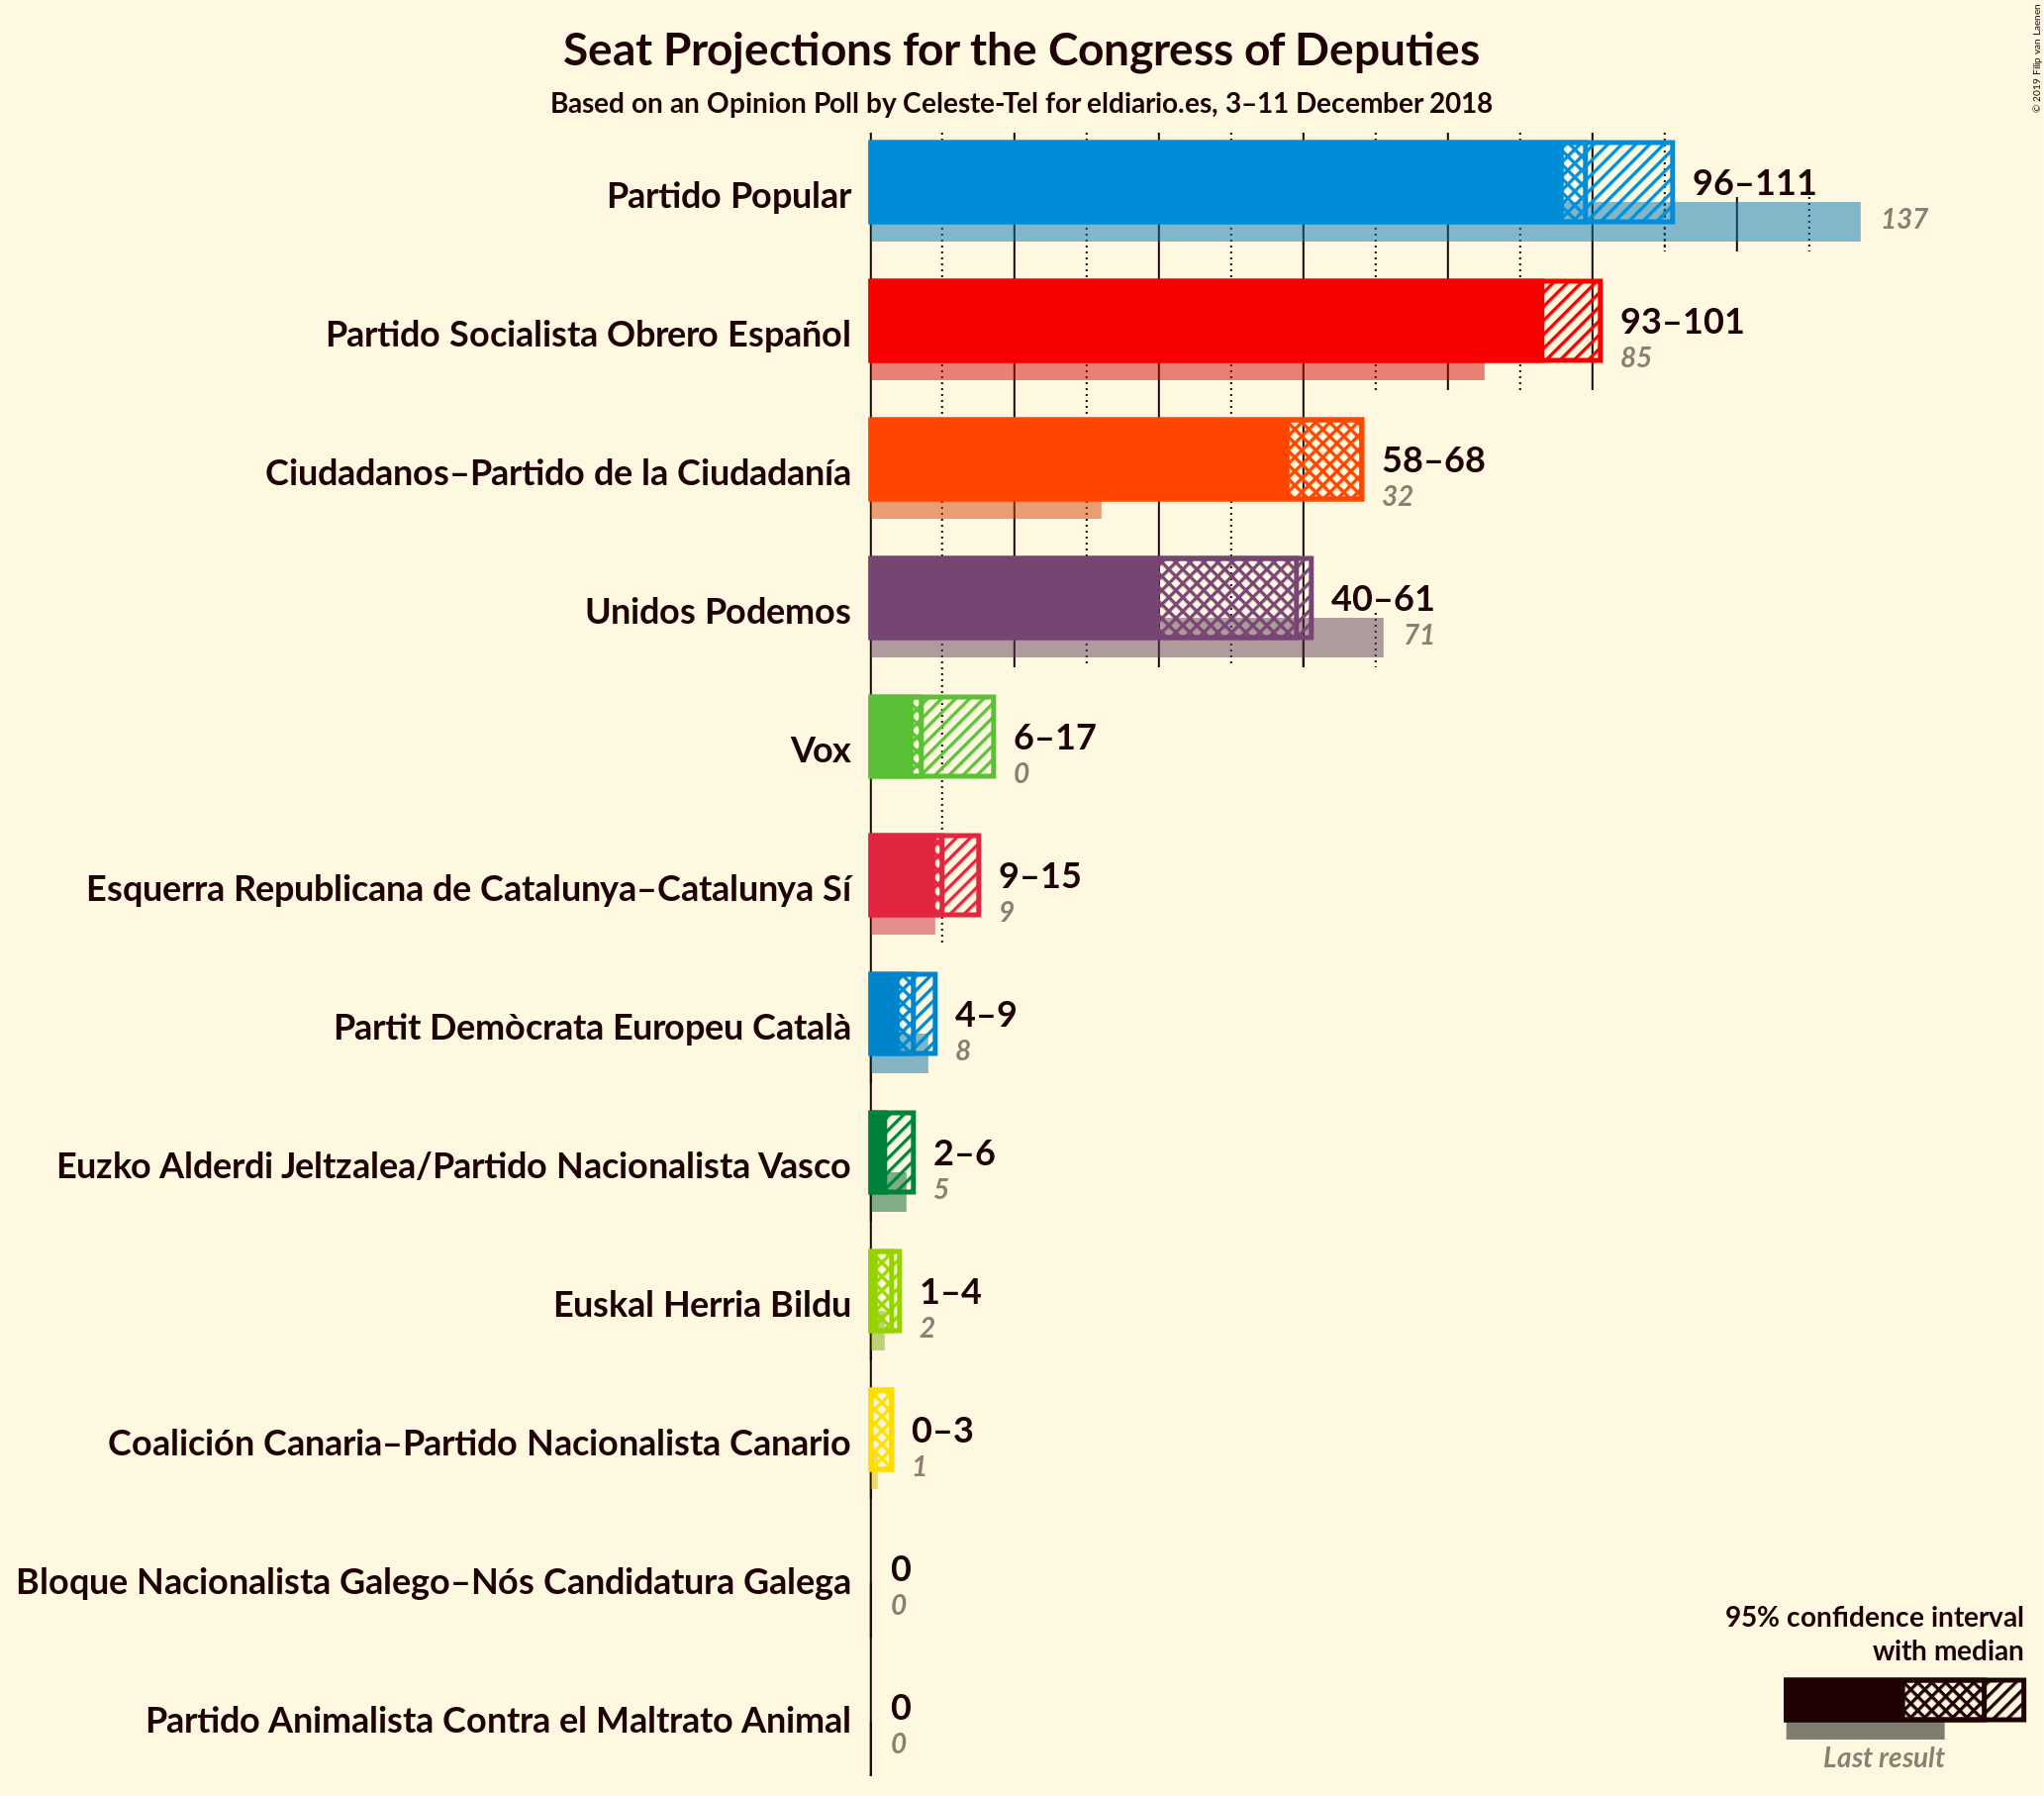 Seat Projections for the Congress of Deputies
Based on an Opinion Poll by Celeste-Tel for eldiario.es, 3–11 December 2018
© 2019 Filip van Laenen
Partido Popular
96–111
137
Partido Socialista Obrero Español
93–101
85
Ciudadanos–Partido de la Ciudadanía
58–68
32
Unidos Podemos
40–61
71
Vox
6–17
0
Esquerra Republicana de Catalunya–Catalunya Sí
9–15
9
Partit Demòcrata Europeu Català
4–9
8
Euzko Alderdi Jeltzalea/Partido Nacionalista Vasco
2–6
5
Euskal Herria Bildu
1–4
2
Coalición Canaria–Partido Nacionalista Canario
0–3
1
Bloque Nacionalista Galego–Nós Candidatura Galega
0
0
Partido Animalista Contra el Maltrato Animal
0
0
95% confidence interval
with median
Last result